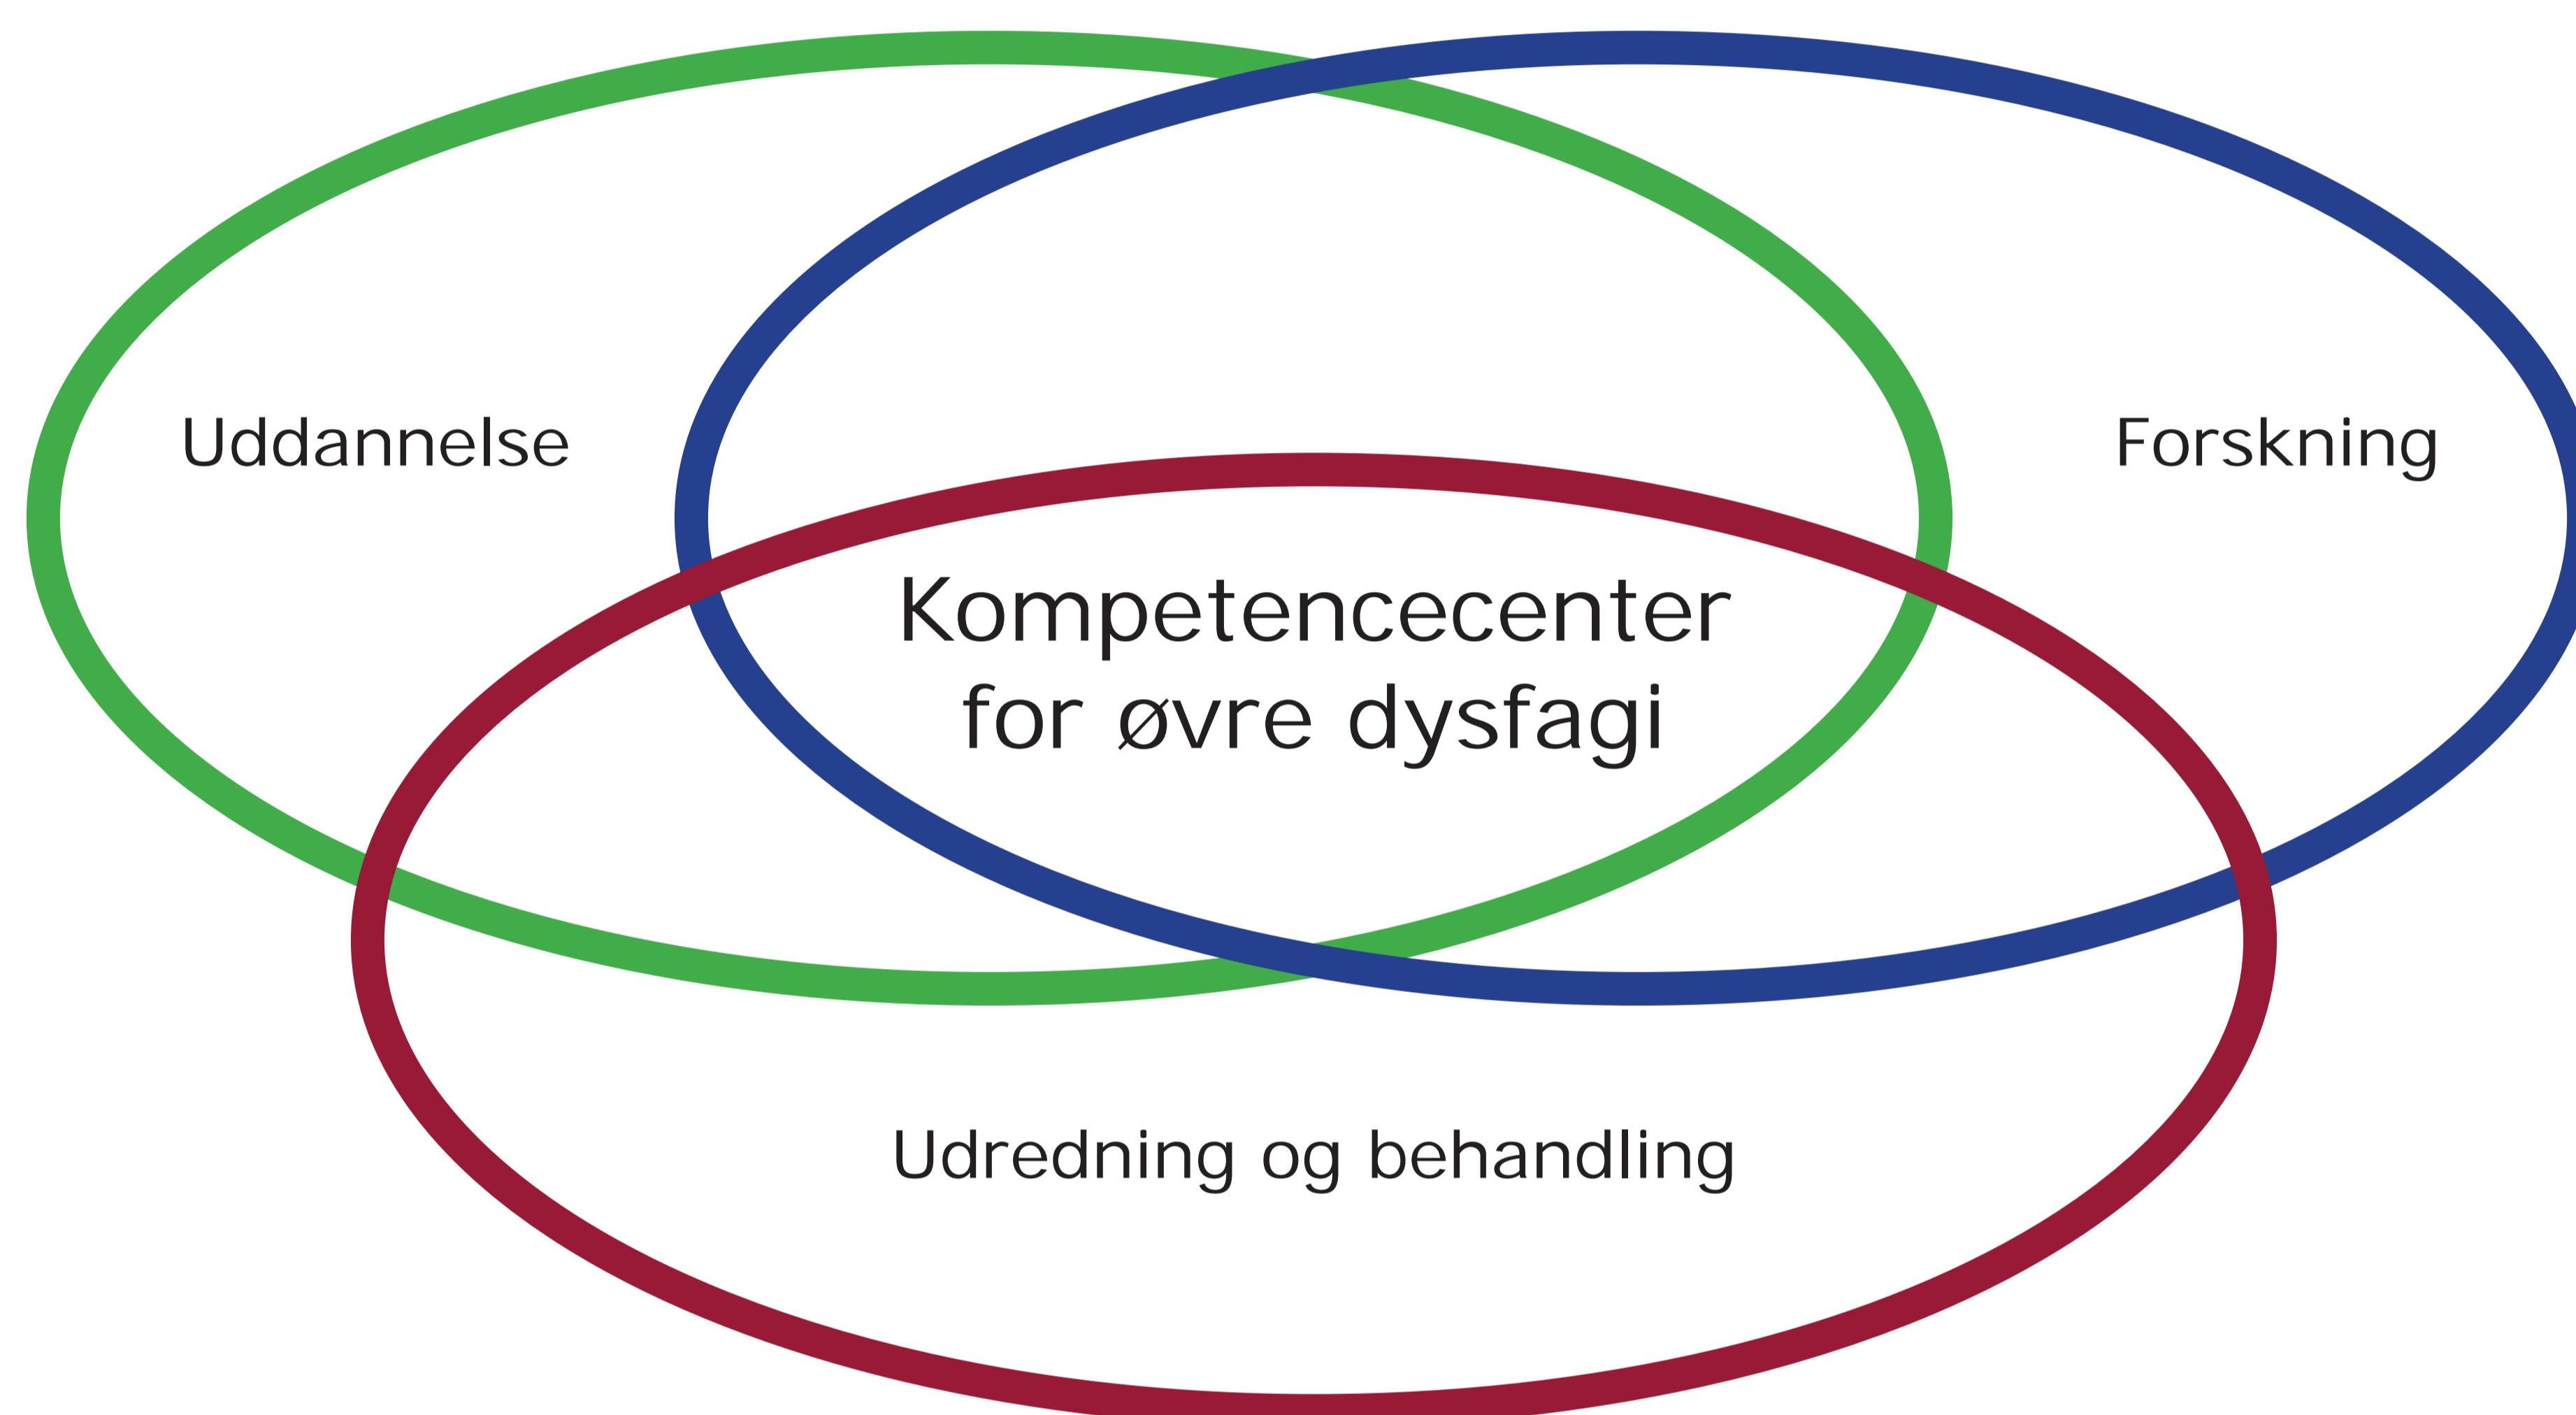 Uddannelse
Forskning
Kompetencecenter
for øvre dysfagi
Udredning og behandling